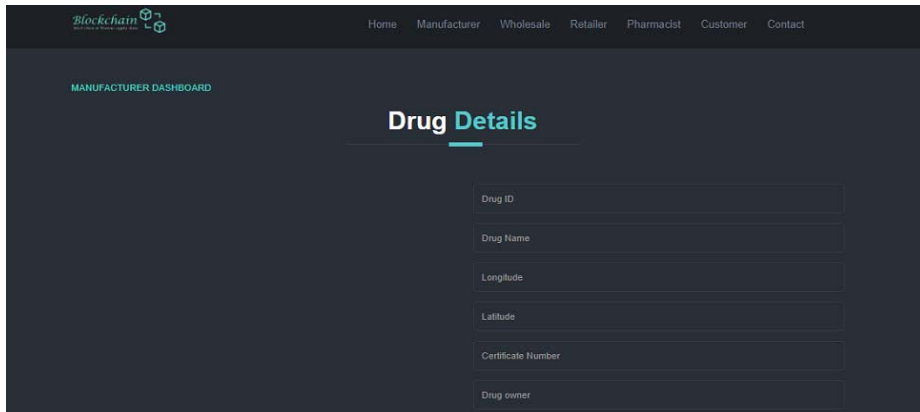 Blockchain
Home Manufacturer Wholesale Retailer Pharmacist Customer Contact
MANUFACTURER DASHBOARD
Drug Details
Drug ID
Drug Name
Longitude
Latitude
Certificate Number
Drug owner